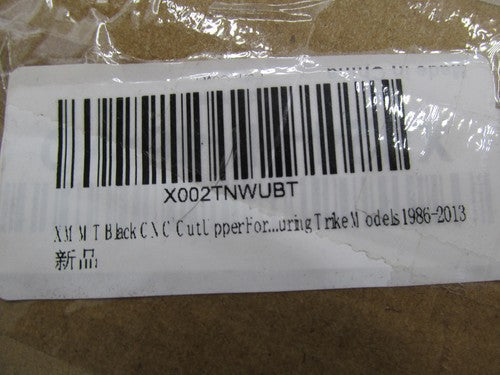 X002TNWUBT
XMMT Black CNC Cut Upper For...uring Trike Models 1986-2013
新品